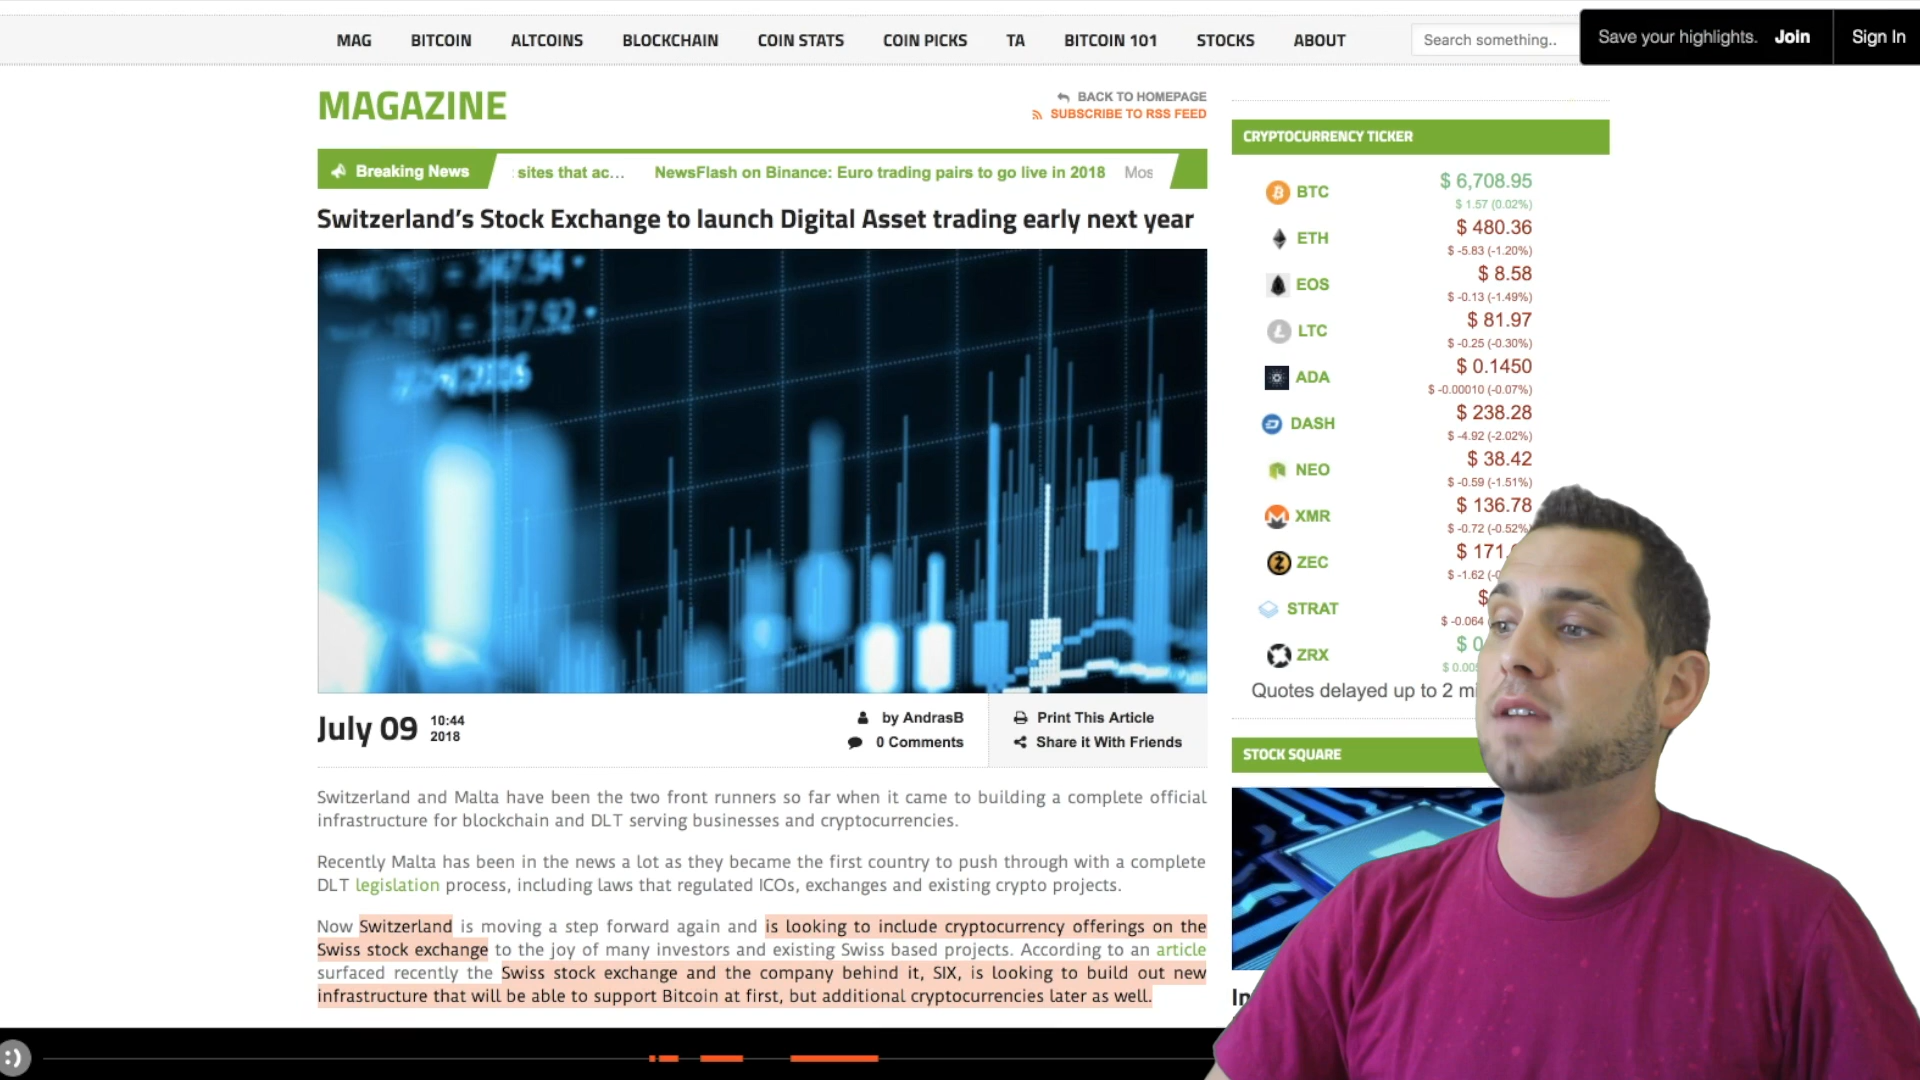 MAG BITCOIN ALTCOINS BLOCKCHAIN COIN STATS COIN PICKS TA BITCOIN 101 STOCKS ABOUT
Search something..
Save your highlights. Join
Sign In
MAGAZINE
BACK TO HOMEPAGE
SUBSCRIBE TO RSS FEED
Breaking News
sites that ac...
NewsFlash on Binance: Euro trading pairs to go live in 2018
Mos
Switzerland's Stock Exchange to launch Digital Asset trading early next year
July 09
10:44
2018
by AndrasB
0 Comments
Print This Article
Share it With Friends
Switzerland and Malta have been the two front runners so far when it came to building a complete official
infrastructure for blockchain and DLT serving businesses and cryptocurrencies.
Recently Malta has been in the news a lot as they became the first country to push through with a complete
DLT legislation process, including laws that regulated ICOs, exchanges and existing crypto projects.
Now Switzerland is moving a step forward again and is looking to include cryptocurrency offerings on the
Swiss stock exchange to the joy of many investors and existing Swiss based projects. According to an article
surfaced recently the Swiss stock exchange and the company behind it, SIX, is looking to build out new
infrastructure that will be able to support Bitcoin at first, but additional cryptocurrencies later as well.
CRYPTOCURRENCY TICKER
BTC $ 6,708.95
$ 1.57 (0.02%)
ETH $ 480.36
$ -5.83 (-1.20%)
EOS $ 8.58
$ -0.13 (-1.49%)
LTC $ 81.97
$ -0.25 (-0.30%)
ADA $ 0.1450
$ -0.00010 (-0.07%)
DASH $ 238.28
$ -4.92 (-2.02%)
NEO $ 38.42
$ -0.59 (-1.51%)
XMR $ 136.78
$ -0.72 (-0.52%)
ZEC $ 171.
$ -1.62
STRAT $
$ -0.064
ZRX $ 0
$ 0.00
Quotes delayed up to 2
STOCK SQUARE